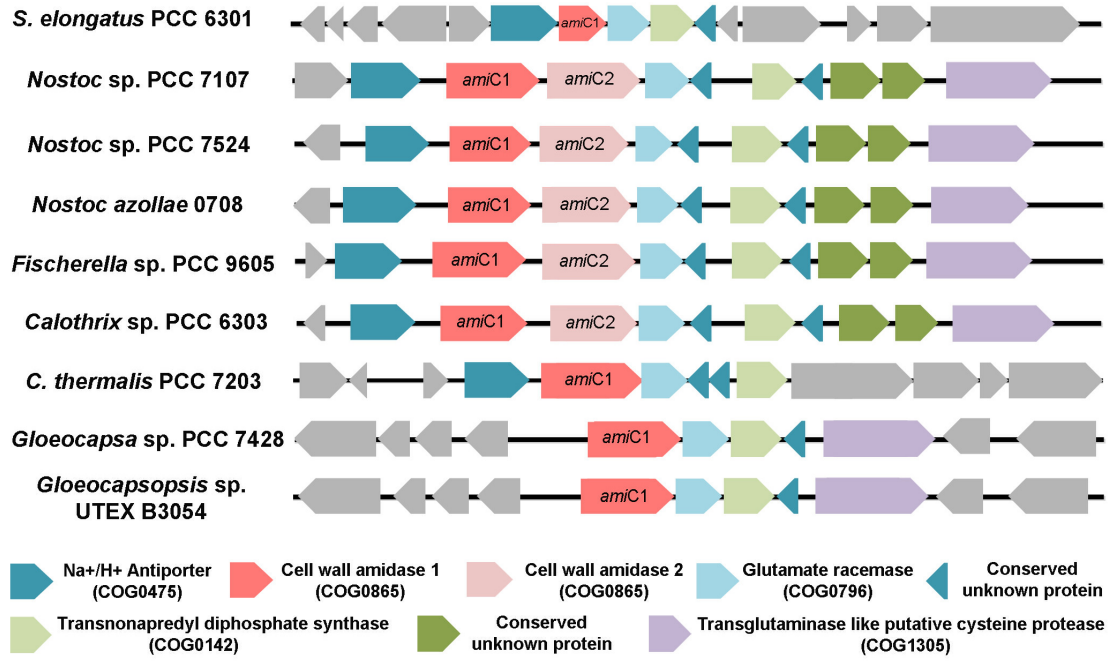 S. elongatus PCC 6301
amiC1
Nostoc sp. PCC 7107
amiC1 amiC2
Nostoc sp. PCC 7524
amiC1 amiC2
Nostoc azollae 0708
amiC1 amiC2
Fischerella sp. PCC 9605
amiC1 amiC2
Calothrix sp. PCC 6303
amiC1 amiC2
C. thermalis PCC 7203
amiC1
Gloeocapsa sp. PCC 7428
amiC1
Gloeocapsopsis sp.
UTEX B3054
amiC1
Na+/H+ Antiporter
(COG0475)
Cell wall amidase 1
(COG0865)
Cell wall amidase 2
(COG0865)
Glutamate racemase
(COG0796)
Conserved
unknown protein
Transnonapredyl diphosphate synthase
(COG0142)
Conserved
unknown protein
Transglutaminase like putative cysteine protease
(COG1305)